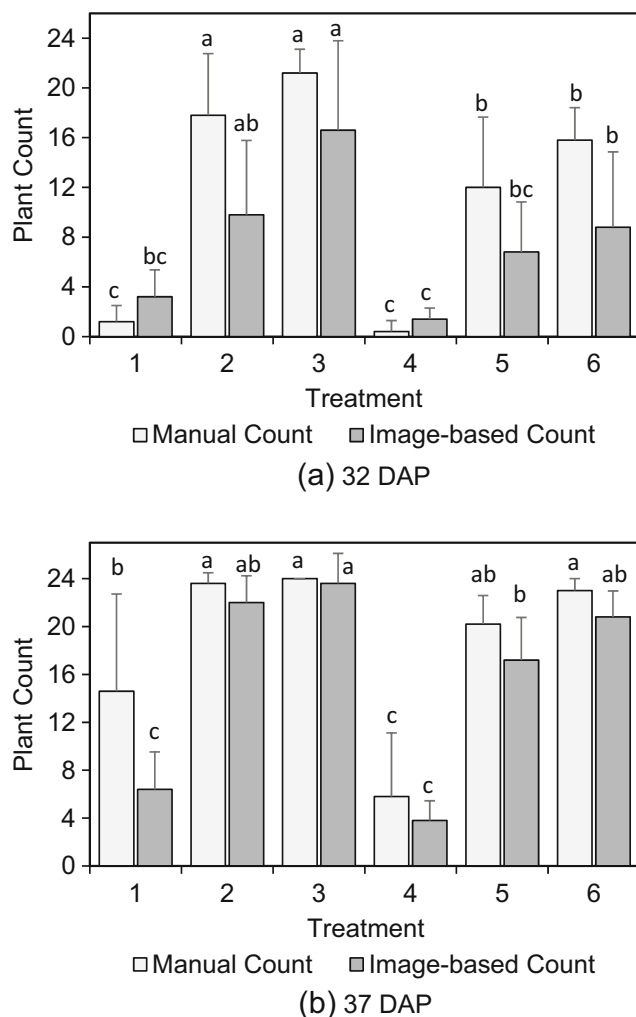 24
20
16
12
8
4
0
Plant Count
c bc a ab a a c c b bc b b
1 2 3 4 5 6
Treatment
Manual Count Image-based Count
(a) 32 DAP
24
20
16
12
8
4
0
Plant Count
b c a ab a a c c ab b a ab
1 2 3 4 5 6
Treatment
Manual Count Image-based Count
(b) 37 DAP